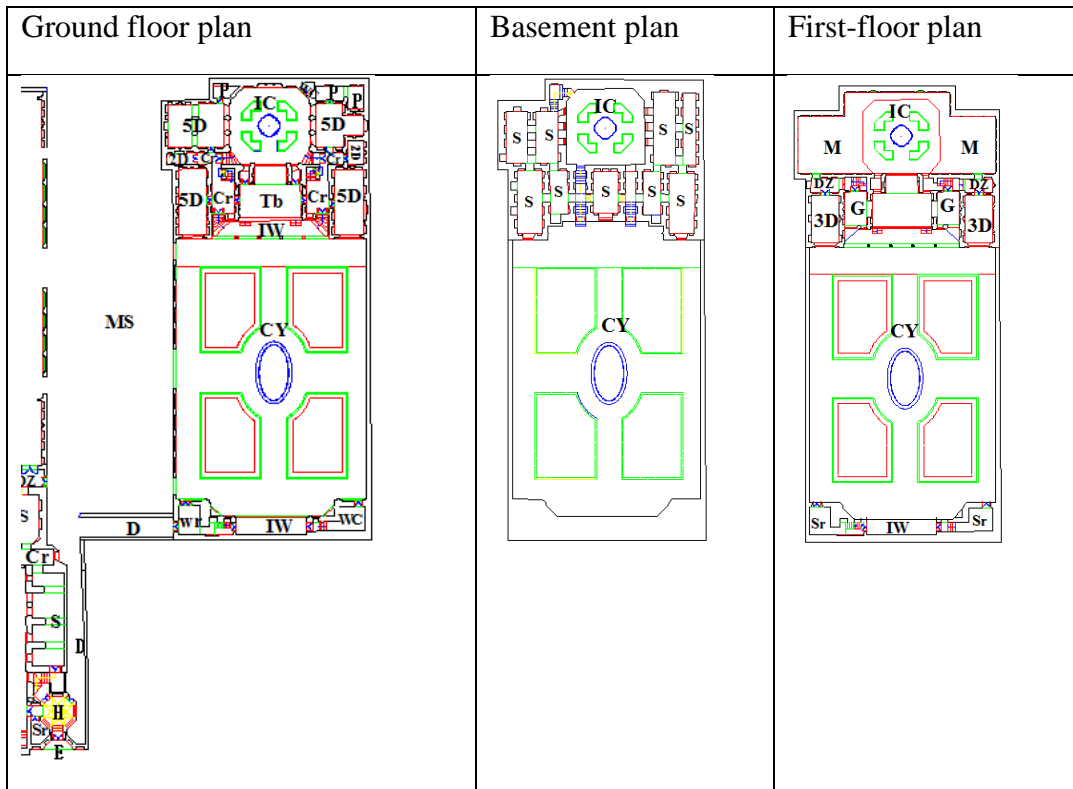 Ground floor plan
Basement plan
First-floor plan
P P P
IC
5D 5D
2D Cr Cr 2D
5D Cr Tb Cr 5D
IW
MS
CY
DZ
S
WC
IW
D
Cr
S
D
H
Sr
E
IC
S S S S
S S S S S
CY
IC
M M
DZ DZ
G G
3D 3D
CY
Sr IW Sr